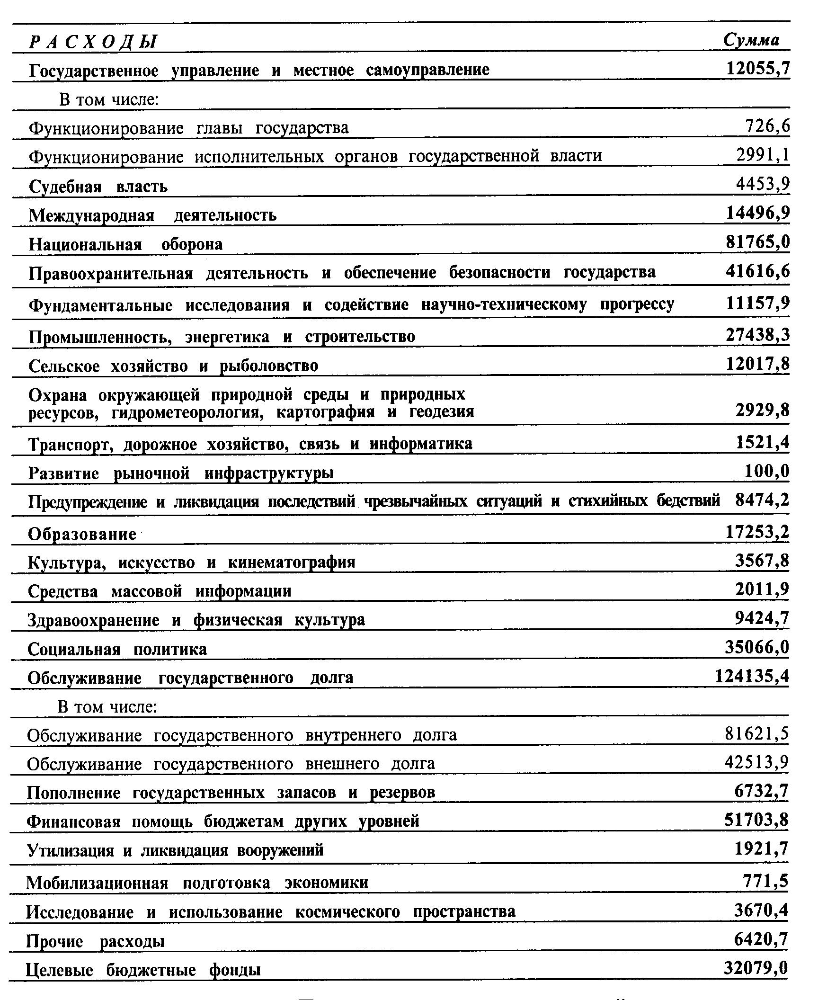 РАСХОДЫ Сумма
Государственное управление и местное самоуправление 12055,7
В том числе:
Функционирование главы государства 726,6
Функционирование исполнительных органов государственной власти 2991,1
Судебная власть 4453,9
Международная деятельность 14496,9
Национальная оборона 81765,0
Правоохранительная деятельность и обеспечение безопасности государства 41616,6
Фундаментальные исследования и содействие научно-техническому прогрессу 11157,9
Промышленность, энергетика и строительство 27438,3
Сельское хозяйство и рыболовство 12017,8
Охрана окружающей природной среды и природных
ресурсов, гидрометеорология, картография и геодезия 2929,8
Транспорт, дорожное хозяйство, связь и информатика 1521,4
Развитие рыночной инфраструктуры 100,0
Предупреждение и ликвидация последствий чрезвычайных ситуаций и стихийных бедствий 8474,2
Образование 17253,2
Культура, искусство и кинематография 3567,8
Средства массовой информации 2011,9
Здравоохранение и физическая культура 9424,7
Социальная политика 35066,0
Обслуживание государственного долга 124135,4
В том числе:
Обслуживание государственного внутреннего долга 81621,5
Обслуживание государственного внешнего долга 42513,9
Пополнение государственных запасов и резервов 6732,7
Финансовая помощь бюджетам других уровней 51703,8
Утилизация и ликвидация вооружений 1921,7
Мобилизационная подготовка экономики 771,5
Исследование и использование космического пространства 3670,4
Прочие расходы 6420,7
Целевые бюджетные фонды 32079,0